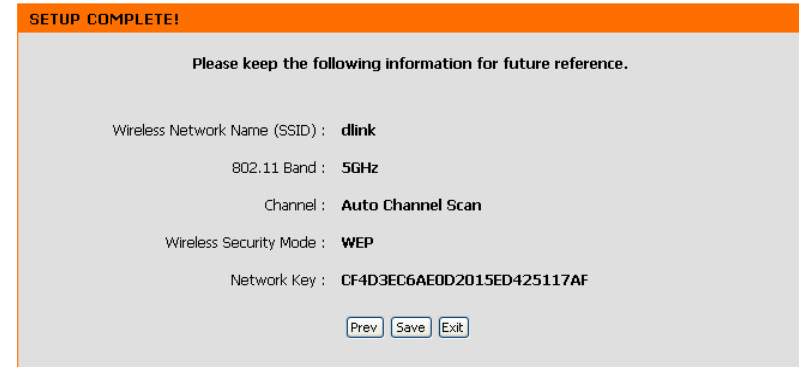 SETUP COMPLETE!
Please keep the following information for future reference.
Wireless Network Name (SSID) : dlink
802.11 Band : 5GHz
Channel : Auto Channel Scan
Wireless Security Mode : WEP
Network Key : CF4D3EC6AE0D2015ED425117AF
Prev Save Exit